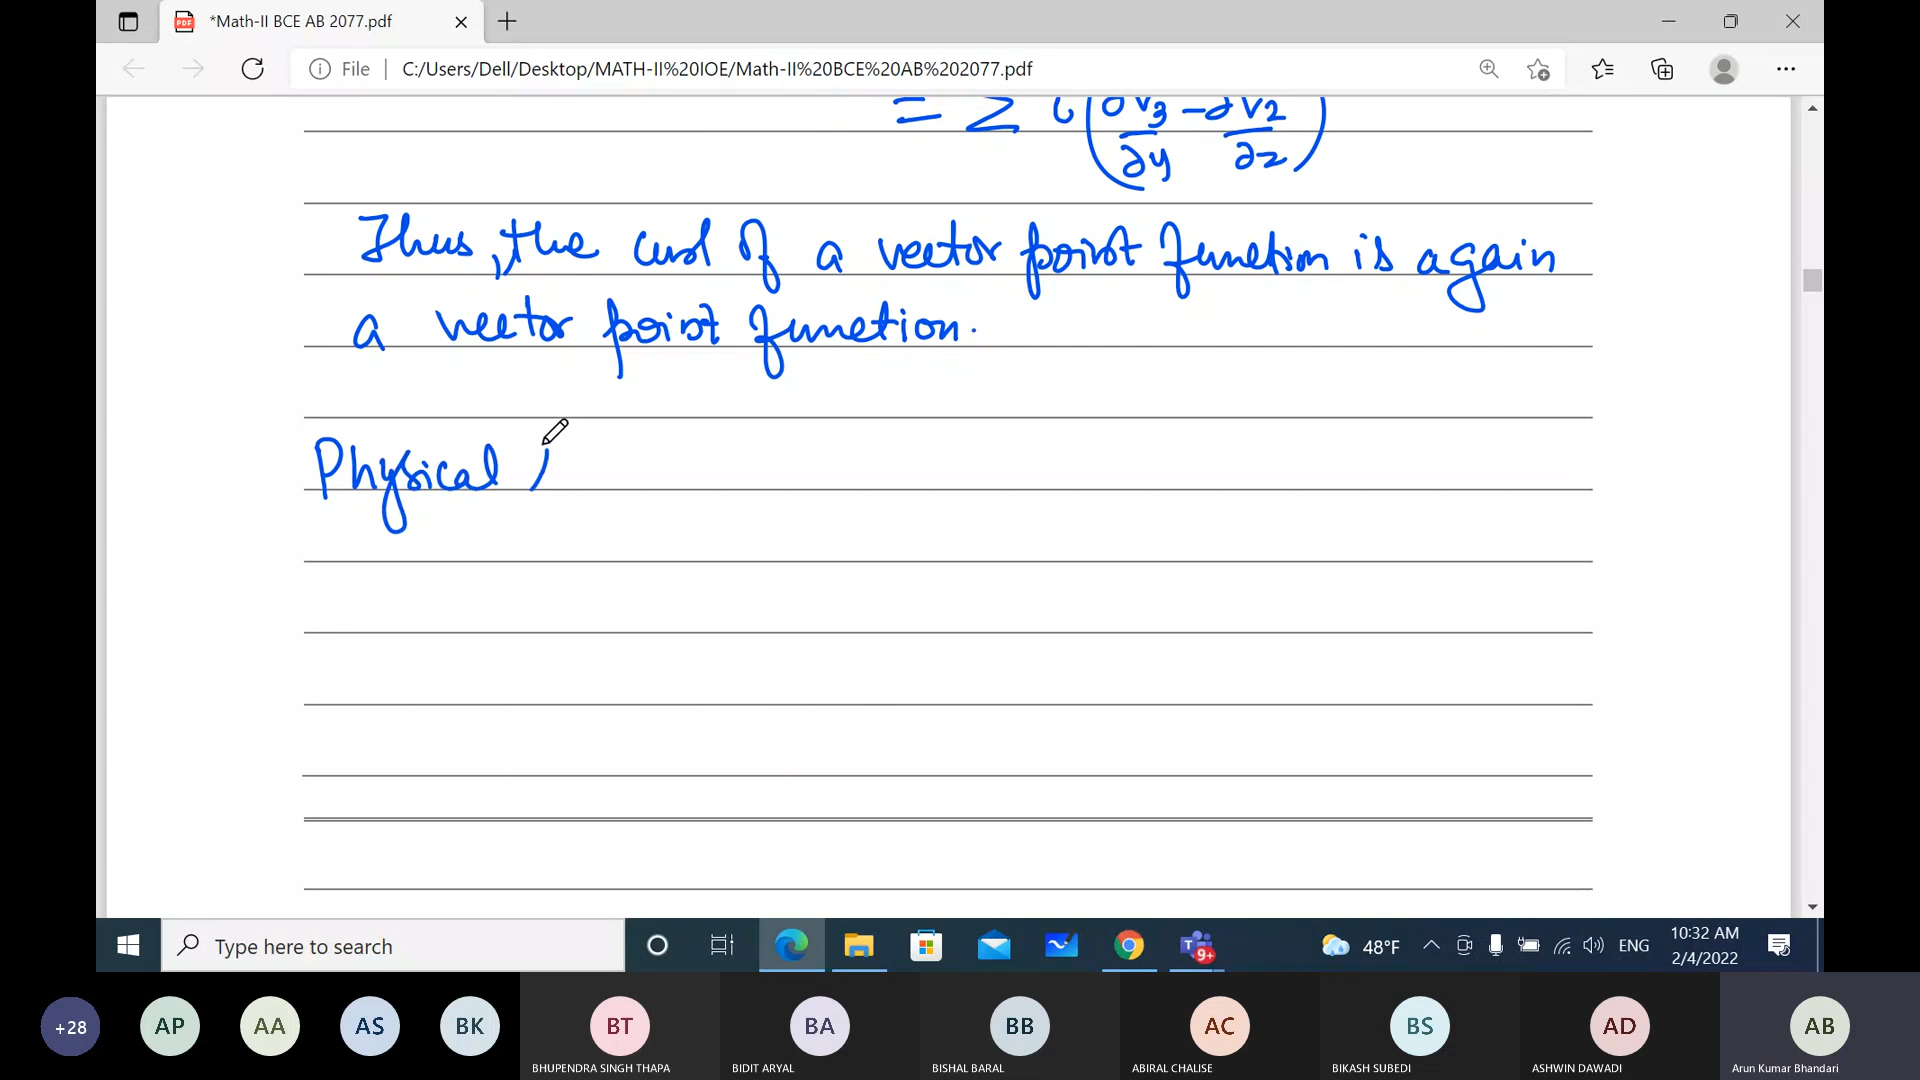 *Math-II BCE AB 2077.pdf
File
C:/Users/Dell/Desktop/MATH-II%20IOE/Math-II%20BCE%20AB%202077.pdf
= Σ i(∂V3/∂y - ∂V2/∂z)
Thus, the curl of a vector point function is again
a vector point function.
Physical
Type here to search
9+
48°F
ENG
10:32 AM
2/4/2022
+28
AP
AA
AS
BK
BT
BA
BB
AC
BS
AD
AB
BHUPENDRA SINGH THAPA
BIDIT ARYAL
BISHAL BARAL
ABIRAL CHALISE
BIKASH SUBEDI
ASHWIN DAWADI
Arun Kumar Bhandari